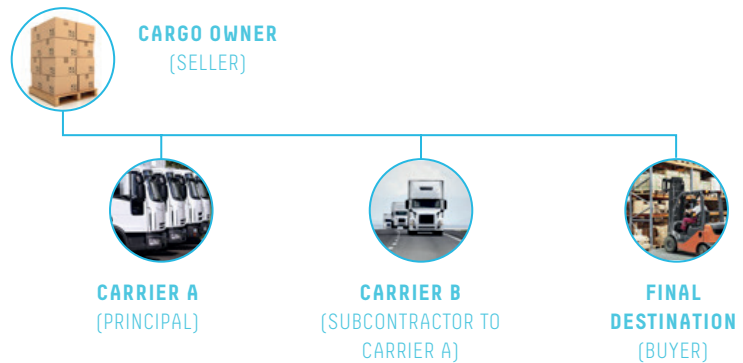 CARGO OWNER
(SELLER)
CARRIER A
(PRINCIPAL)
CARRIER B
(SUBCONTRACTOR TO
CARRIER A)
FINAL
DESTINATION
(BUYER)